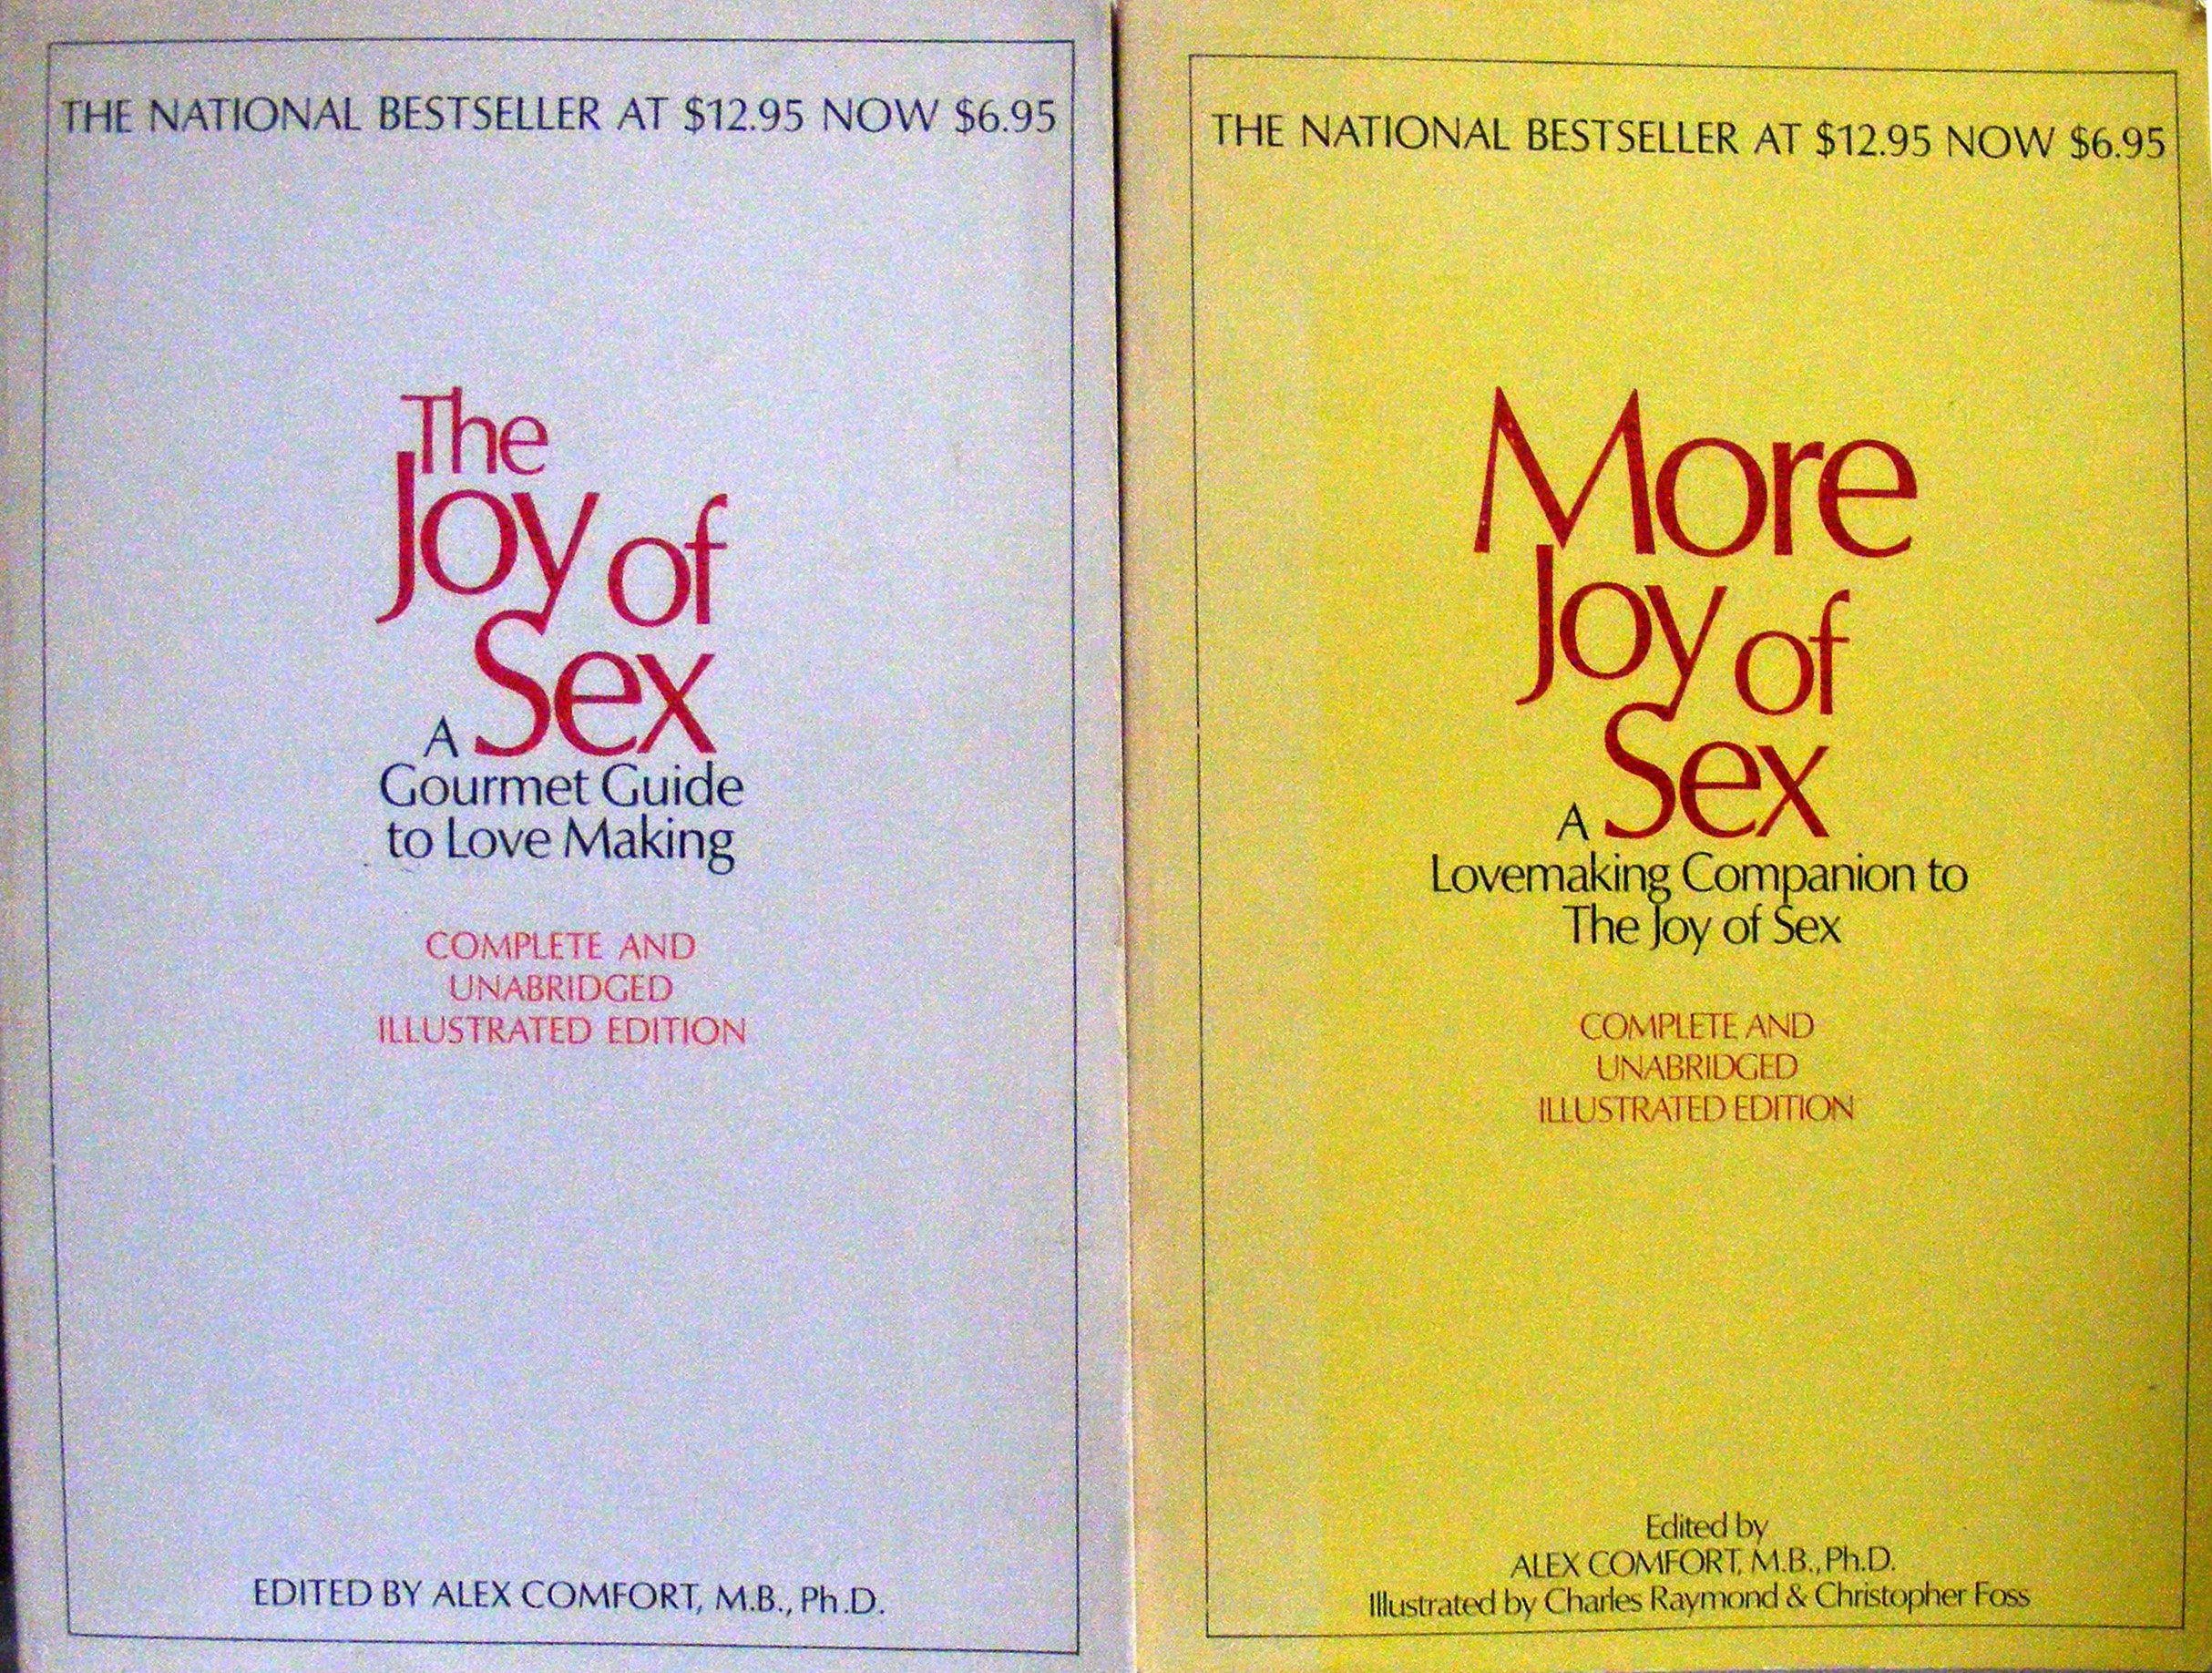 THE NATIONAL BESTSELLER AT $12.95 NOW $6.95
The
Joy of
Sex
A
Gourmet Guide
to Love Making
COMPLETE AND
UNABRIDGED
ILLUSTRATED EDITION
EDITED BY ALEX COMFORT, M.B., Ph.D.
THE NATIONAL BESTSELLER AT $12.95 NOW $6.95
More
Joy of
Sex
A
Lovemaking Companion to
The Joy of Sex
COMPLETE AND
UNABRIDGED
ILLUSTRATED EDITION
Edited by
ALEX COMFORT, M.B., Ph.D.
Illustrated by Charles Raymond & Christopher Foss